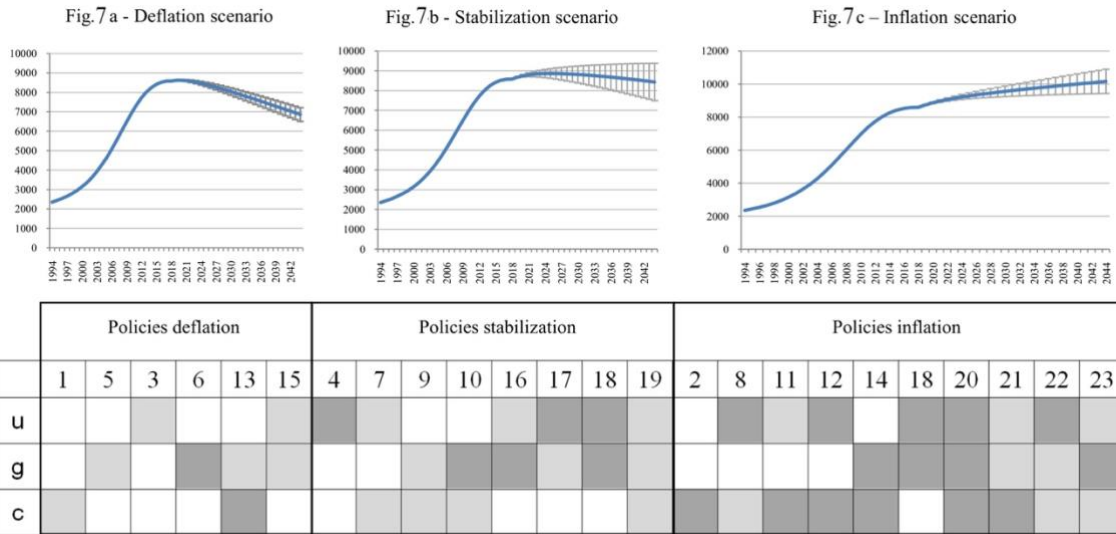 Fig.7a - Deflation scenario
10000
9000
8000
7000
6000
5000
4000
3000
2000
1000
0
1994 1997 2000 2003 2006 2009 2012 2015 2018 2021 2024 2027 2030 2033 2036 2039 2042
Fig.7b - Stabilization scenario
10000
9000
8000
7000
6000
5000
4000
3000
2000
1000
0
1994 1997 2000 2003 2006 2009 2012 2015 2018 2021 2024 2027 2030 2033 2036 2039 2042
Fig.7c – Inflation scenario
12000
10000
8000
6000
4000
2000
0
1994 1996 1998 2000 2002 2004 2006 2008 2010 2012 2014 2016 2018 2020 2022 2024 2026 2028 2030 2032 2034 2036 2038 2040 2042 2044
Policies deflation Policies stabilization Policies inflation
1 5 3 6 13 15 4 7 9 10 16 17 18 19 2 8 11 12 14 18 20 21 22 23
u
g
c